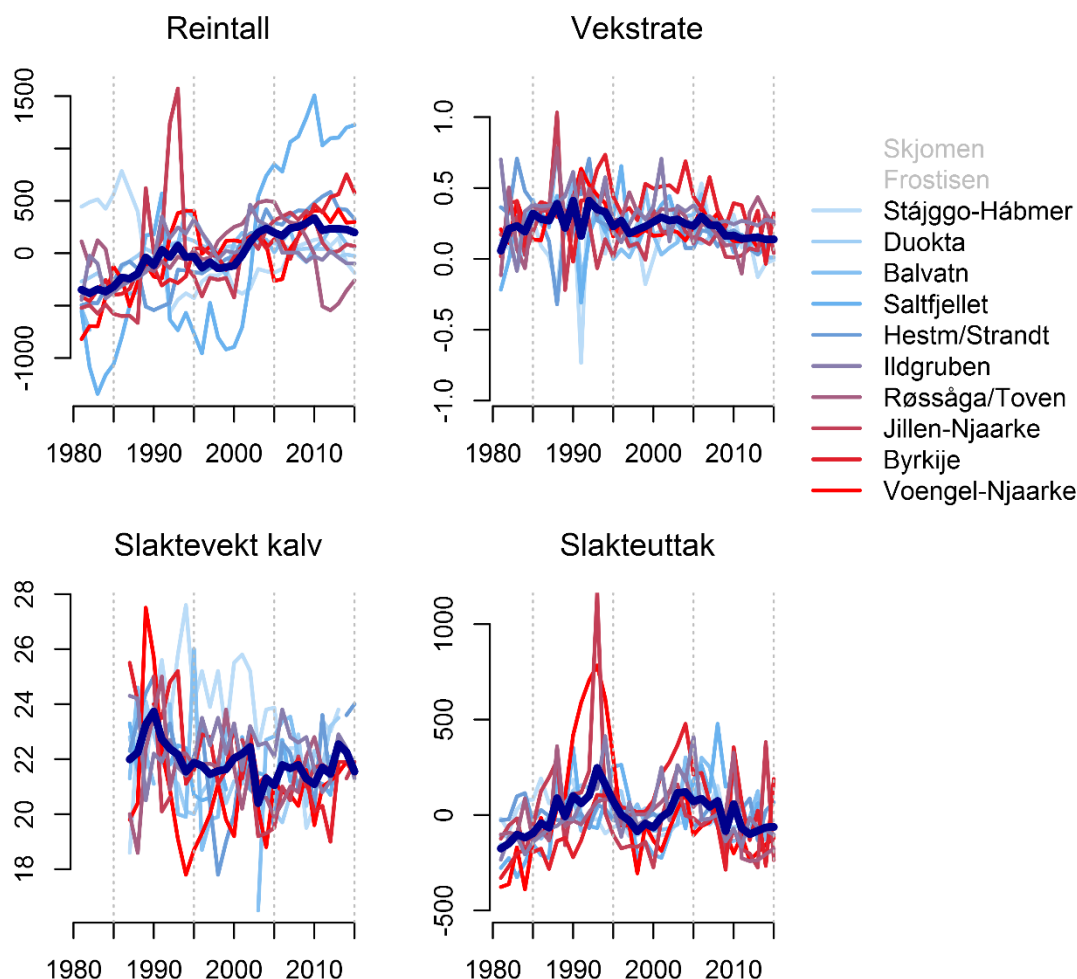 Reintall
1500
500
0
-1000
1980 1990 2000 2010
Vekstrate
1.0
0.5
0.0
-0.5
-1.0
1980 1990 2000 2010
Skjomen
Frostisen
Stájggo-Hábmer
Duokta
Balvatn
Saltfjellet
Hestm/Strandt
Ildgruben
Røssåga/Toven
Jillen-Njaarke
Byrkije
Voengel-Njaarke
Slaktevekt kalv
28
26
24
22
20
18
1980 1990 2000 2010
Slakteuttak
1000
500
0
-500
1980 1990 2000 2010